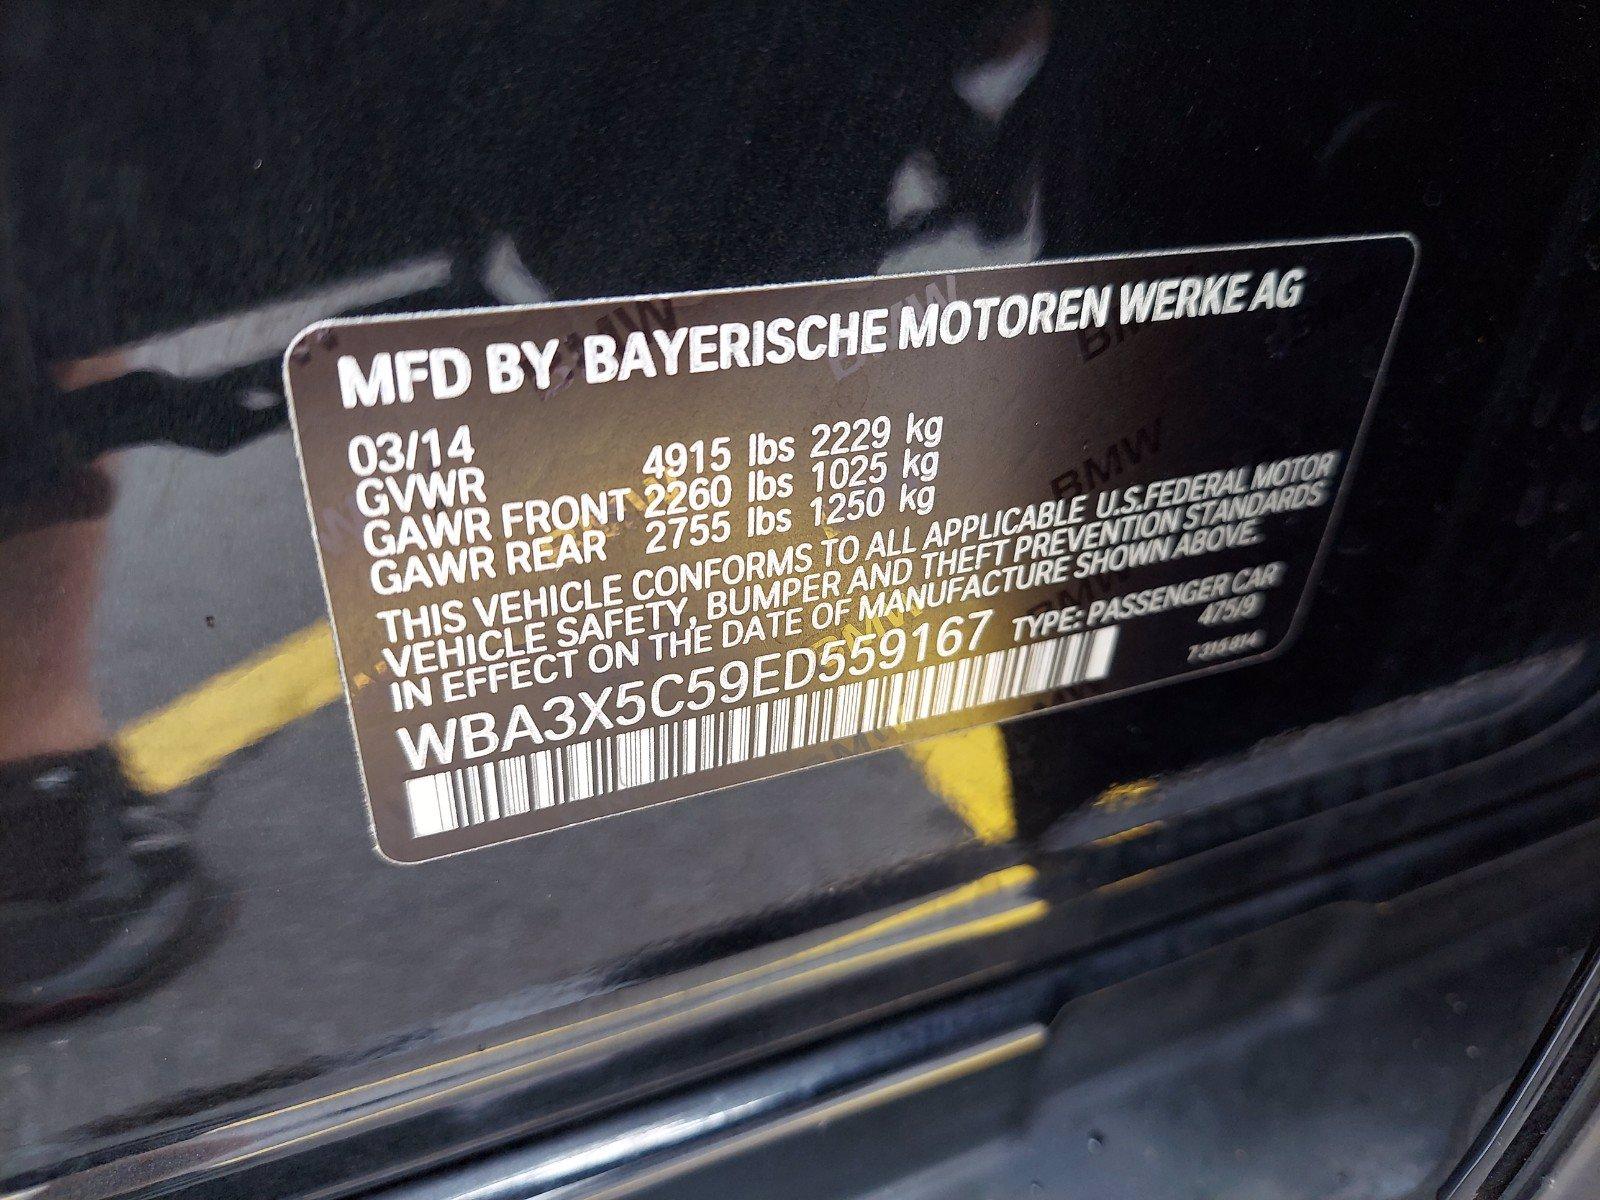 MFD BY BAYERISCHE MOTOREN WERKE AG
03/14
GVWR 4915 lbs 2229 kg
GAWR FRONT 2260 lbs 1025 kg
GAWR REAR 2755 lbs 1250 kg
THIS VEHICLE CONFORMS TO ALL APPLICABLE U.S.FEDERAL MOTOR
VEHICLE SAFETY, BUMPER AND THEFT PREVENTION STANDARDS
IN EFFECT ON THE DATE OF MANUFACTURE SHOWN ABOVE.
WBA3X5C59ED559167 TYPE: PASSENGER CAR
475/9